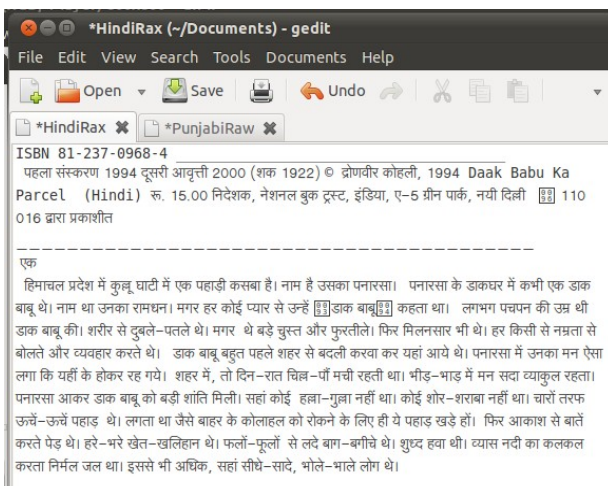 *HindiRax (~/Documents) - gedit
File Edit View Search Tools Documents Help
Open Save Undo
*HindiRax *PunjabiRaw
ISBN 81-237-0968-4 ______________________________
पहला संस्करण 1994 दूसरी आवृत्ती 2000 (शक 1922) © द्रोणवीर कोहली, 1994 Daak Babu Ka
Parcel (Hindi) रू. 15.00 निदेशक, नेशनल बुक ट्रस्ट, इंडिया, ए-5 ग्रीन पार्क, नयी दिल्ली 110
016 द्वारा प्रकाशीत
_ _ _ _ _ _ _ _ _ _ _ _ _ _ _ _ _ _ _ _ _ _ _ _ _ _ _ _ _ _ _ _
एक
हिमाचल प्रदेश में कुल्लू घाटी में एक पहाड़ी कसबा है। नाम है उसका पनारसा। पनारसा के डाकघर में कभी एक डाक
बाबू थे। नाम था उनका रामधन। मगर हर कोई प्यार से उन्हें डाक बाबू कहता था। लगभग पचपन की उम्र थी
डाक बाबू की। शरीर से दुबले-पतले थे। मगर थे बड़े चुस्त और फुरतीले। फिर मिलनसार भी थे। हर किसी से नम्रता से
बोलते और व्यवहार करते थे। डाक बाबू बहुत पहले शहर से बदली करवा कर यहां आये थे। पनारसा में उनका मन ऐसा
लगा कि यहीं के होकर रह गये। शहर में, तो दिन-रात चिल्ल-पौं मची रहती था। भीड़-भाड़ में मन सदा व्याकुल रहता।
पनारसा आकर डाक बाबू को बड़ी शांति मिली। सहां कोई हल्ला-गुल्ला नहीं था। कोई शोर-शराबा नहीं था। चारों तरफ
ऊचें-ऊचें पहाड़ थे। लगता था जैसे बाहर के कोलाहल को रोकने के लिए ही ये पहाड़ खड़े हों। फिर आकाश से बातें
करते पेड़ थे। हरे-भरे खेत-खलिहान थे। फलों-फूलों से लदे बाग-बगीचे थे। शुध्द हवा थी। व्यास नदी का कलकल
करता निर्मल जल था। इससे भी अधिक, सहां सीधे-सादे, भोले-भाले लोग थे।